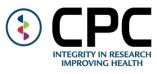 CPC
INTEGRITY IN RESEARCH
IMPROVING HEALTH